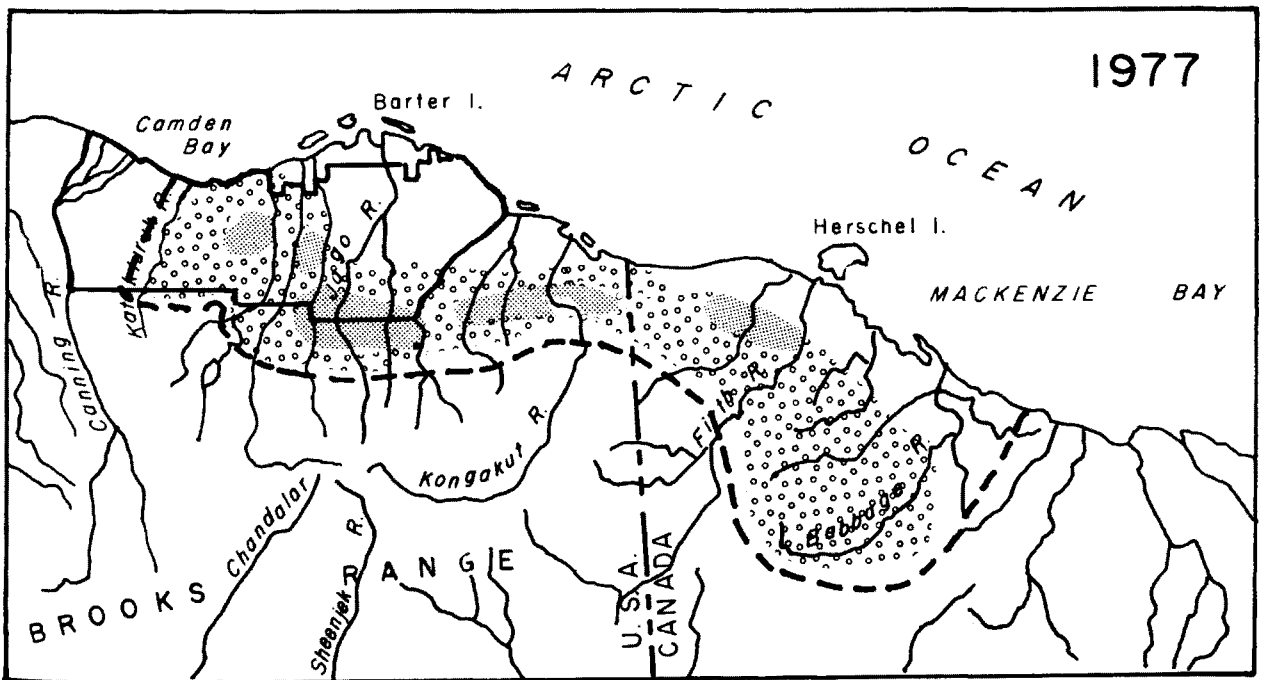 1977
ARCTIC OCEAN
Barter I.
Camden
Bay
Herschel I.
MACKENZIE BAY
Jago R.
Canning R.
Firth R.
Kongakut R.
Babbage R.
Chandalar
Sheenjek R.
BROOKS RANGE
U.S.A.
CANADA